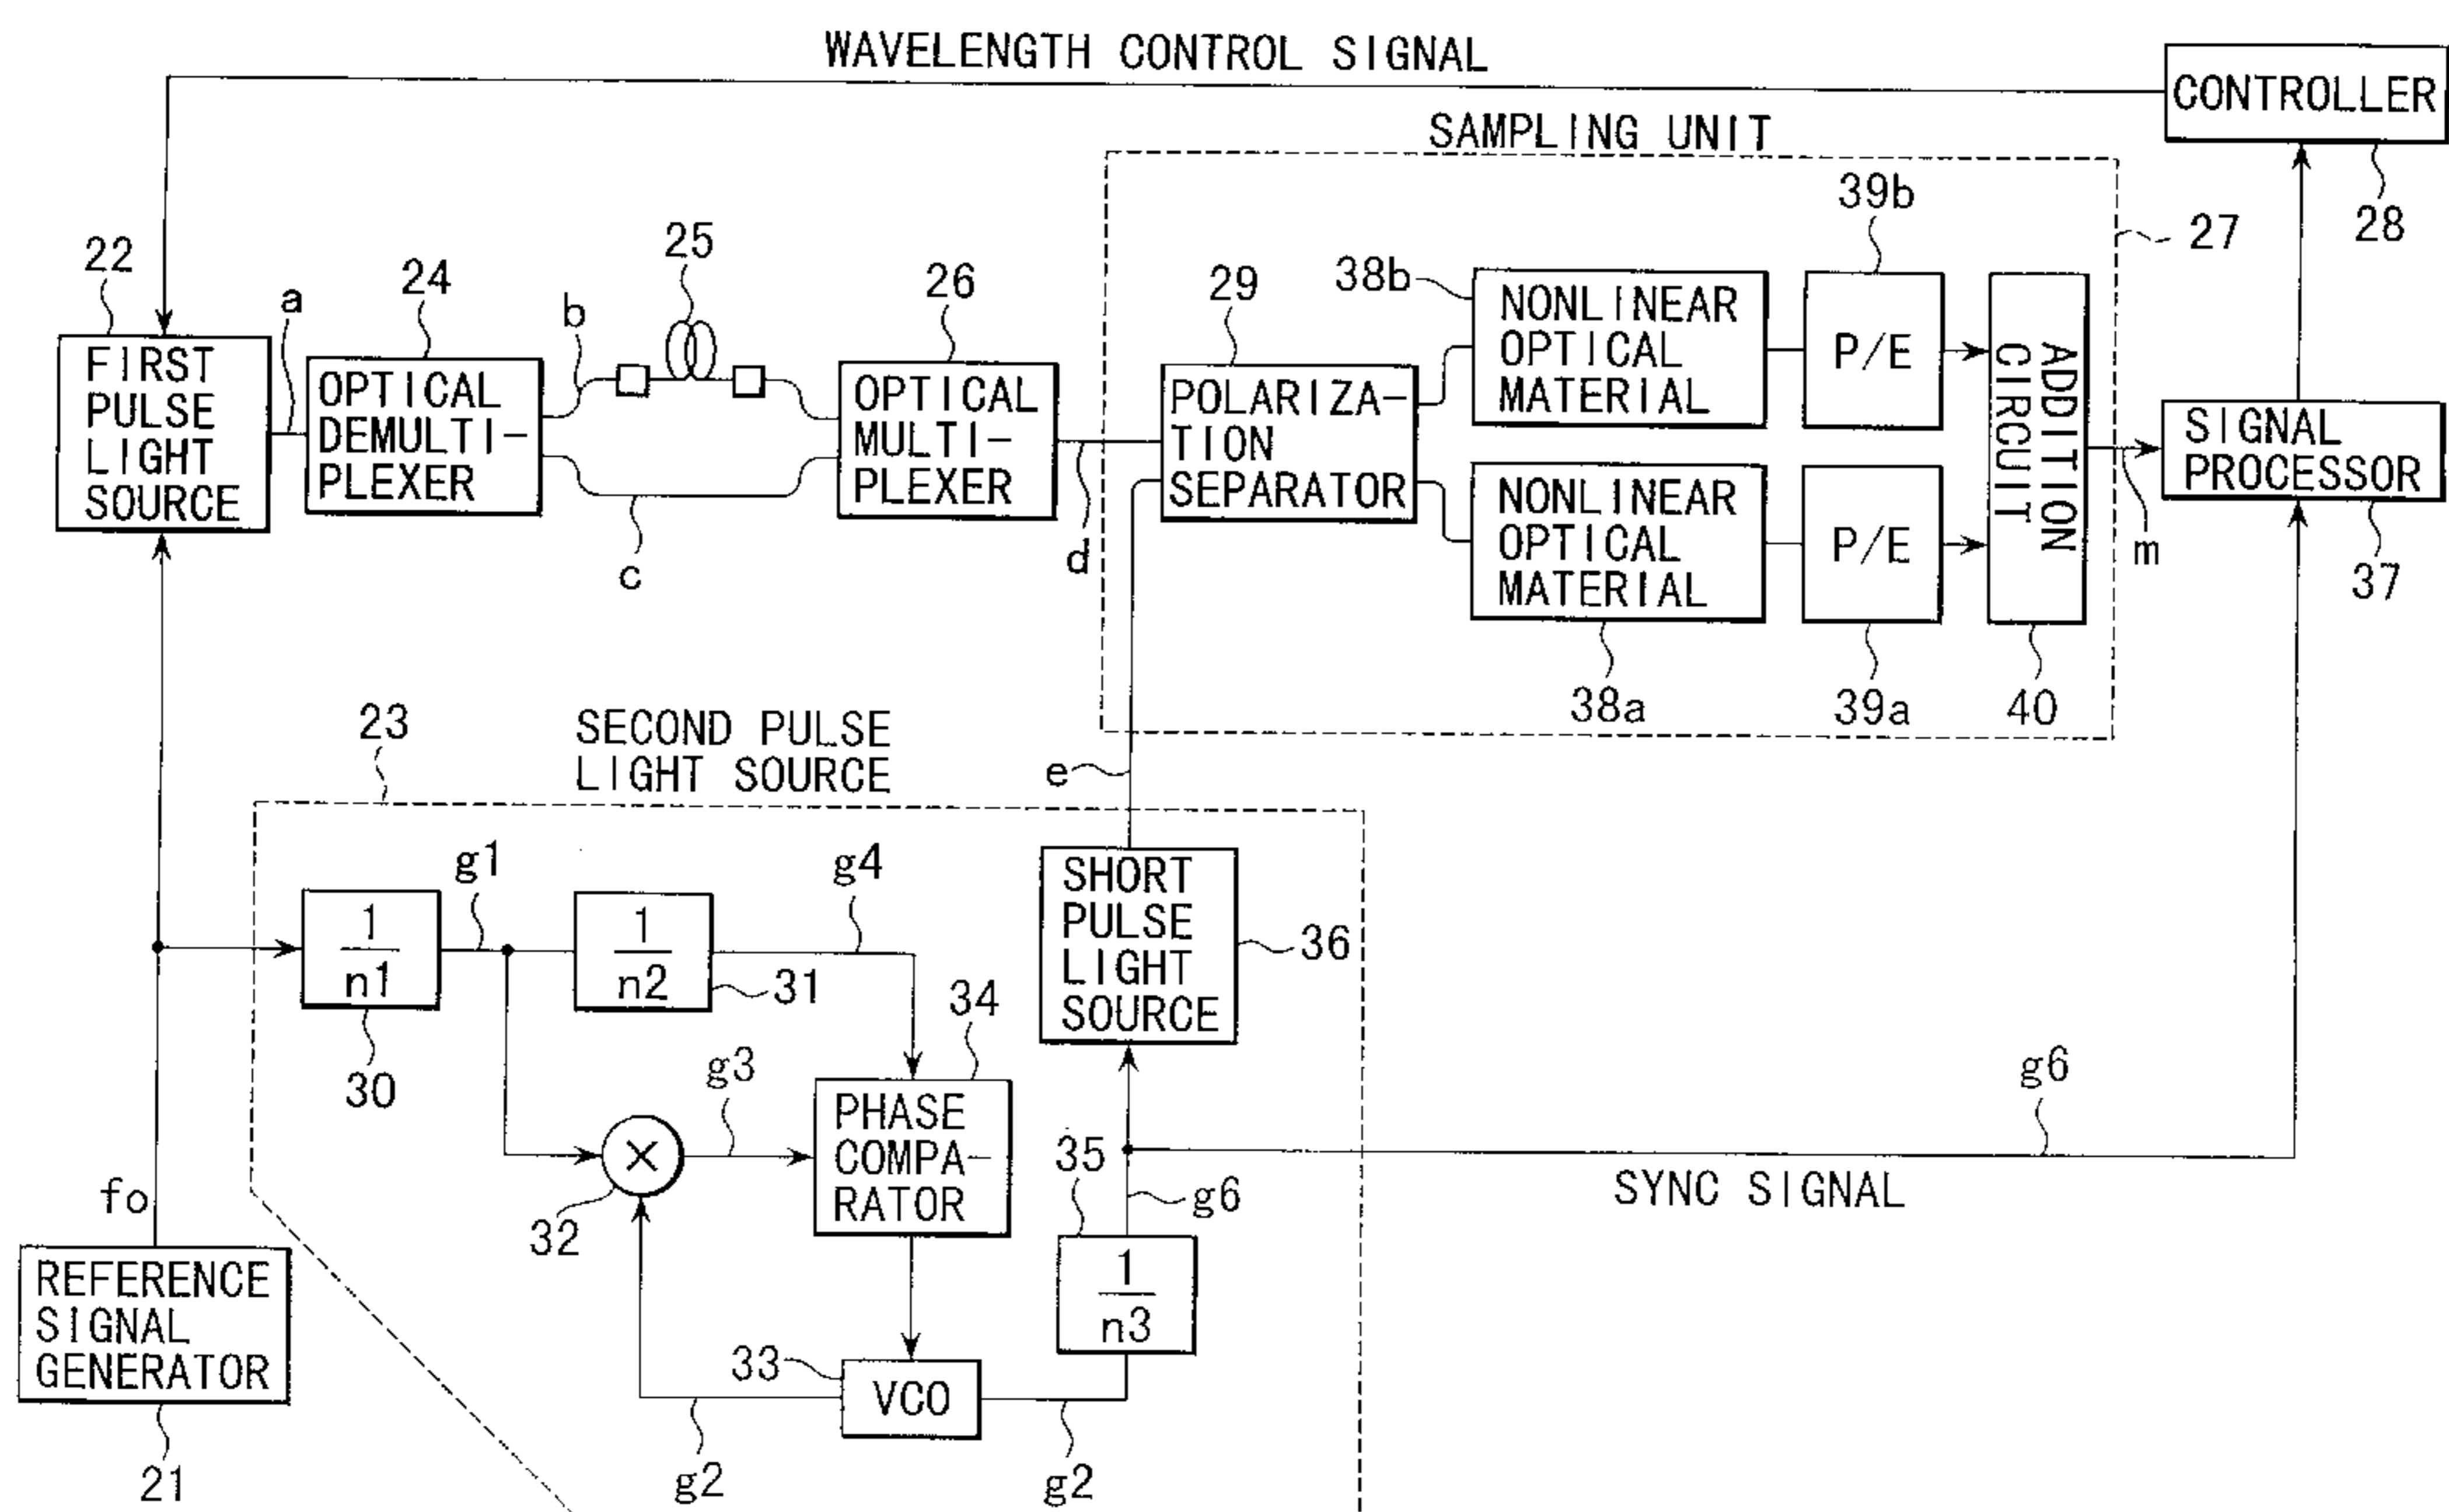 WAVELENGTH CONTROL SIGNAL
CONTROLLER
28
SAMPLING UNIT
27
22
FIRST
PULSE
LIGHT
SOURCE
a
24
OPTICAL
DEMULTI-
PLEXER
b
25
c
26
OPTICAL
MULTI-
PLEXER
d
29
POLARIZA-
TION
SEPARATOR
38b
NONLINEAR
OPTICAL
MATERIAL
39b
P/E
NONLINEAR
OPTICAL
MATERIAL
38a
P/E
39a
ADDITION
CIRCUIT
40
m
SIGNAL
PROCESSOR
37
23
SECOND PULSE
LIGHT SOURCE
e
g1
1
n1
30
g4
1
n2
31
34
SHORT
PULSE
LIGHT
SOURCE
36
g3
PHASE
COMPA-
RATOR
×
32
35
g6
g6
SYNC SIGNAL
1
n3
33
VCO
g2
g2
fo
REFERENCE
SIGNAL
GENERATOR
21